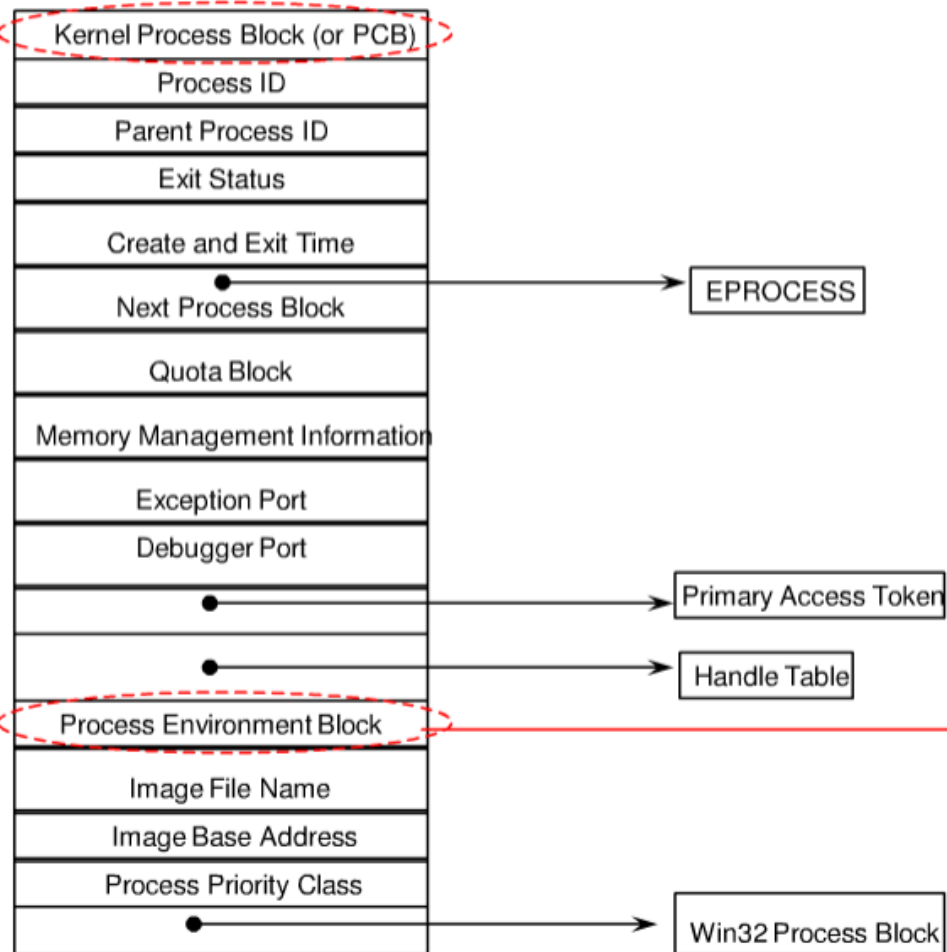 Kernel Process Block (or PCB)
Process ID
Parent Process ID
Exit Status
Create and Exit Time
EPROCESS
Next Process Block
Quota Block
Memory Management Information
Exception Port
Debugger Port
Primary Access Token
Handle Table
Process Environment Block
Image File Name
Image Base Address
Process Priority Class
Win32 Process Block